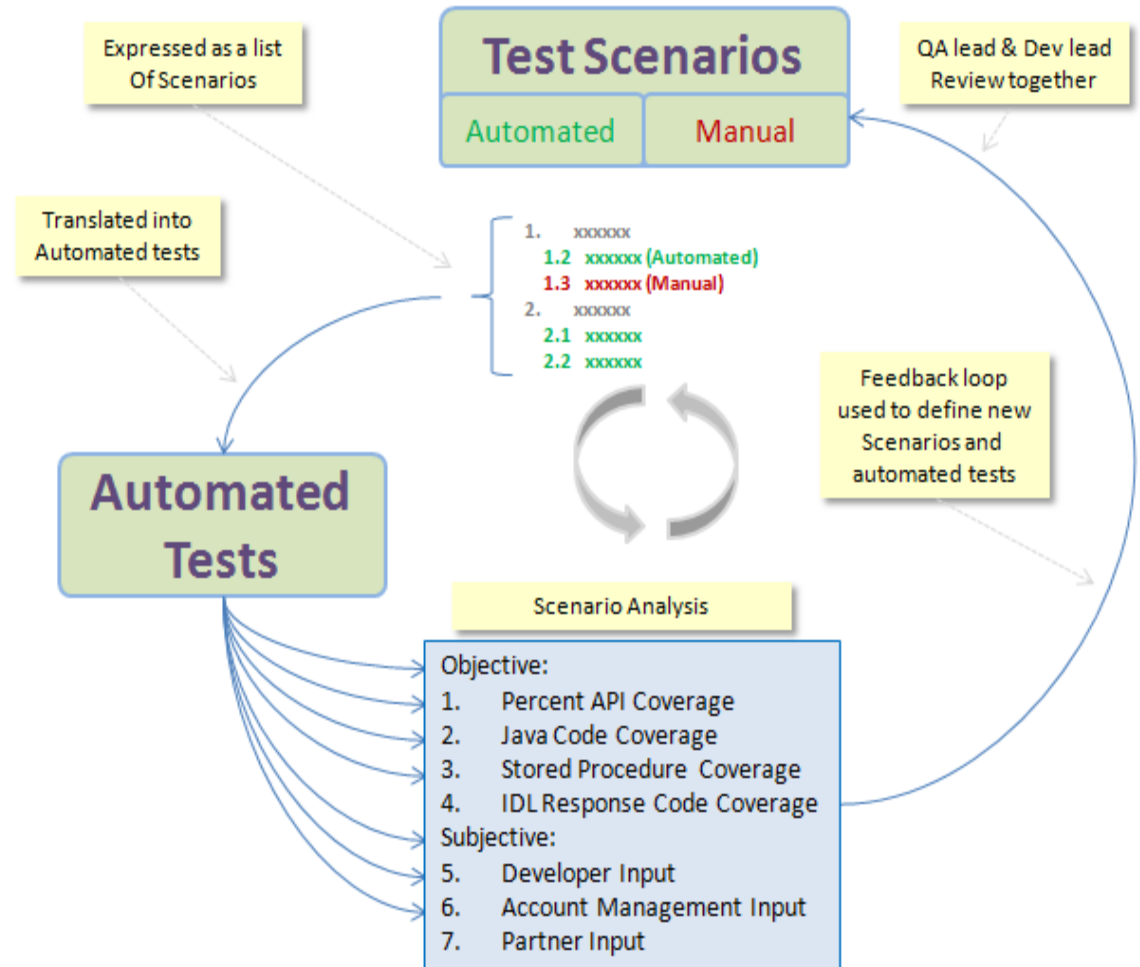 Expressed as a list
Of Scenarios
Test Scenarios
Automated
Manual
QA lead & Dev lead
Review together
Translated into
Automated tests
1. xxxxxx
1.2 xxxxxx (Automated)
1.3 xxxxxx (Manual)
2. xxxxxx
2.1 xxxxxx
2.2 xxxxxx
Feedback loop
used to define new
Scenarios and
automated tests
Automated
Tests
Scenario Analysis
Objective:
1. Percent API Coverage
2. Java Code Coverage
3. Stored Procedure Coverage
4. IDL Response Code Coverage
Subjective:
5. Developer Input
6. Account Management Input
7. Partner Input